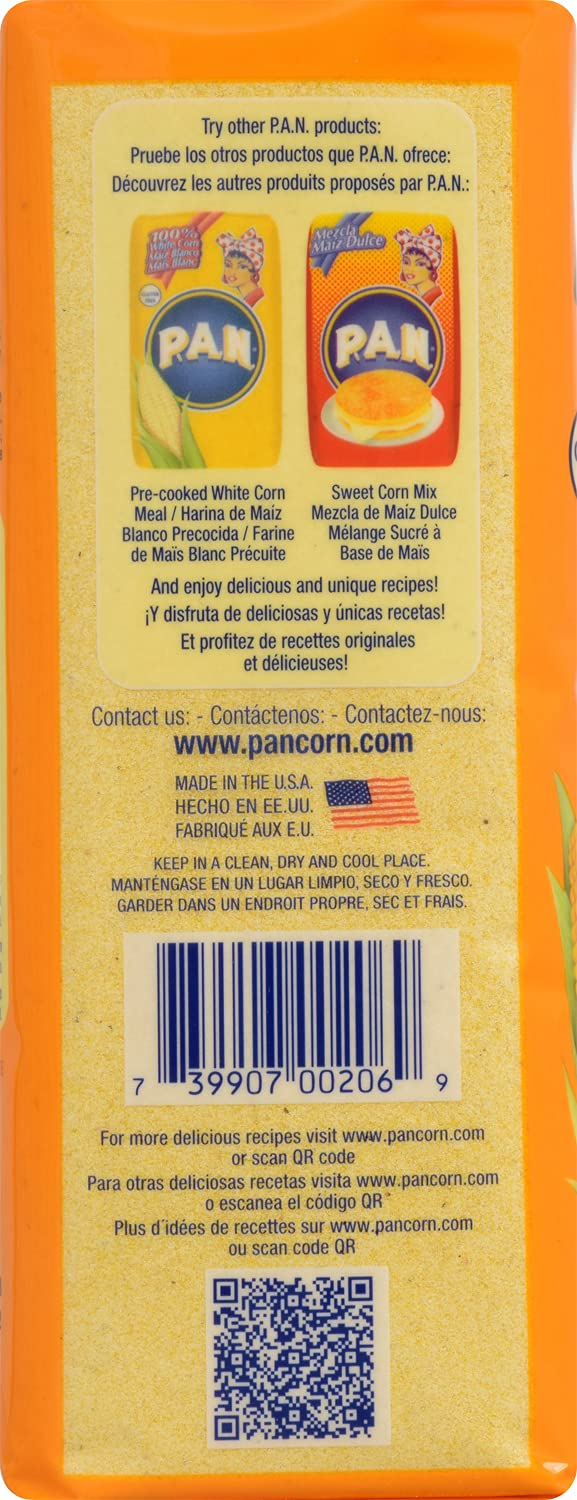 Try other P.A.N. products:
Pruebe los otros productos que P.A.N. ofrece:
Découvrez les autres produits proposés par P.A.N.:
100%
White Corn
Maíz Blanco
Maïs Blanc
GLUTEN FREE
P.A.N.
Mezcla
Maíz Dulce
P.A.N.
Pre-cooked White Corn
Meal / Harina de Maíz
Blanco Precocida / Farine
de Maïs Blanc Précuite
Sweet Corn Mix
Mezcla de Maíz Dulce
Mélange Sucré à
Base de Maïs
And enjoy delicious and unique recipes!
¡Y disfruta de deliciosas y únicas recetas!
Et profitez de recettes originales
et délicieuses!
Contact us: - Contáctenos: - Contactez-nous:
www.pancorn.com
MADE IN THE U.S.A.
HECHO EN EE.UU.
FABRIQUÉ AUX E.U.
KEEP IN A CLEAN, DRY AND COOL PLACE.
MANTÉNGASE EN UN LUGAR LIMPIO, SECO Y FRESCO.
GARDER DANS UN ENDROIT PROPRE, SEC ET FRAIS.
7 39907 00206 9
For more delicious recipes visit www.pancorn.com
or scan QR code
Para otras deliciosas recetas visita www.pancorn.com
o escanea el código QR
Plus d´idées de recettes sur www.pancorn.com
ou scan code QR